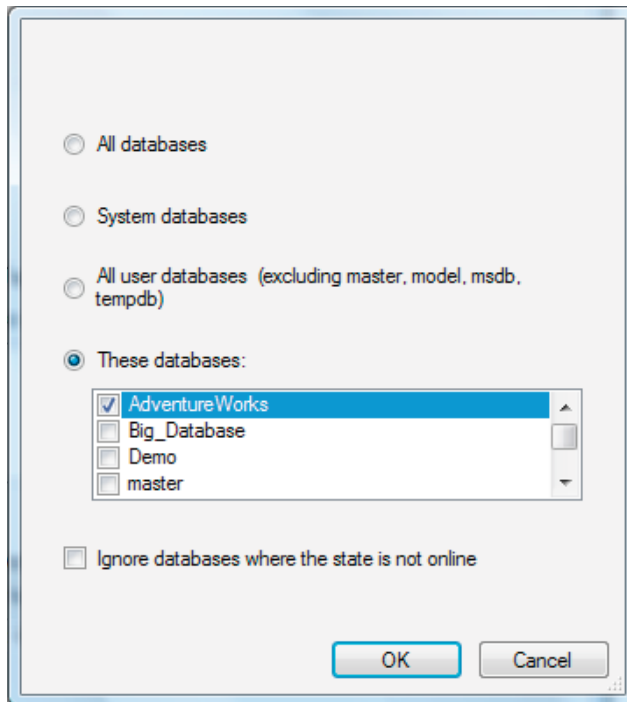 All databases
System databases
All user databases (excluding master, model, msdb,
tempdb)
These databases:
AdventureWorks
Big_Database
Demo
master
Ignore databases where the state is not online
OK
Cancel